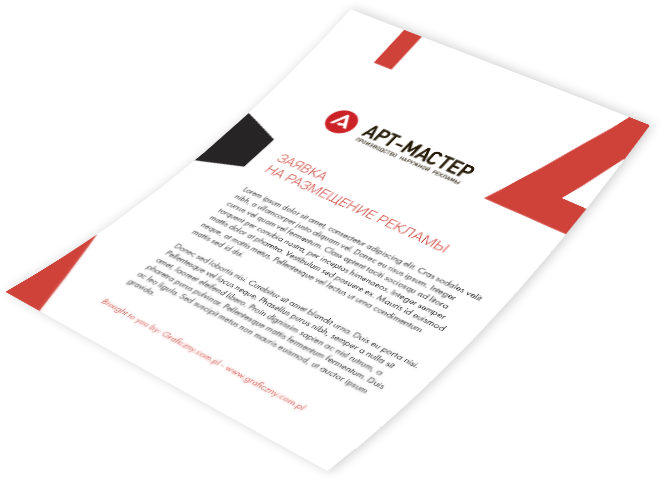 АРТ-МАСТЕР
ПРОИЗВОДСТВО НАРУЖНОЙ РЕКЛАМЫ
ЗАЯВКА
НА РАЗМЕЩЕНИЕ РЕКЛАМЫ
Lorem ipsum dolor sit amet, consectetur adipiscing elit. Cras sodales velit
nibh, a ullamcorper justo aliquam vel. Donec eu risus ipsum. Integer
cursus vel quam vel fermentum. Class aptent taciti sociosqu ad litora
torquent per conubia nostra, per inceptos himenaeos. Integer semper
mattis dolor at pharetra. Vestibulum sed posuere ex. Mauris id euismod
neque, at mattis metus. Pellentesque vel lectus ut urna condimentum
mattis sed id dui.
Donec sed lobortis nisi. Curabitur sit amet blandit urna. Duis eu porta nisi.
Pellentesque vel lacus neque. Phasellus purus nibh, semper a nulla sit
amet, laoreet eleifend libero. Proin dignissim sapien ac nisl rutrum, a
pharetra purus pulvinar. Pellentesque mattis fermentum fermentum. Duis
ac leo ligula. Sed suscipit metus non mauris euismod, ut auctor ipsum
gravida.
Brought to you by: Graficzny.com.pl - www.graficzny.com.pl